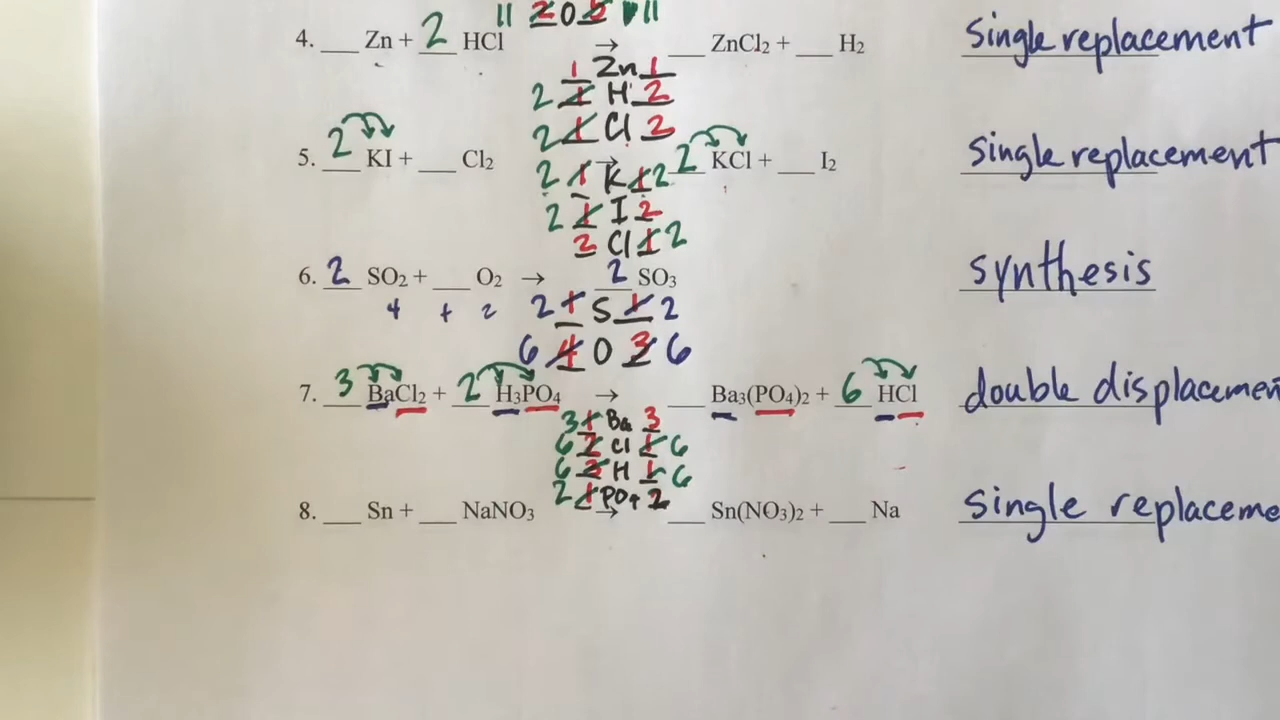 11 2 O 5 11
4. ___ Zn + 2 HCl → ___ ZnCl2 + ___ H2 single replacement
1 Zn 1
2 1 H 2
2 1 Cl 2
5. 2 KI + ___ Cl2 → 2 KCl + ___ I2 single replacement
2 1 K 1 2
2 1 I 2
2 Cl 1 2
6. 2 SO2 + ___ O2 → 2 SO3 synthesis
4 + 2 2 1 S 1 2
6 4 O 3 6
7. 3 BaCl2 + 2 H3PO4 → ___ Ba3(PO4)2 + 6 HCl double displacemen
3 1 Ba 3
6 2 Cl 1 6
6 3 H 1 6
2 1 PO4 2
8. ___ Sn + ___ NaNO3 → ___ Sn(NO3)2 + ___ Na single replaceme